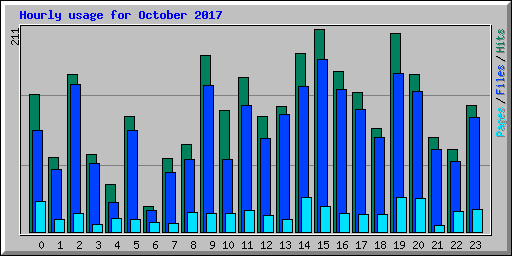 Hourly usage for October 2017
211
Pages/Files/Hits
0 1 2 3 4 5 6 7 8 9 10 11 12 13 14 15 16 17 18 19 20 21 22 23